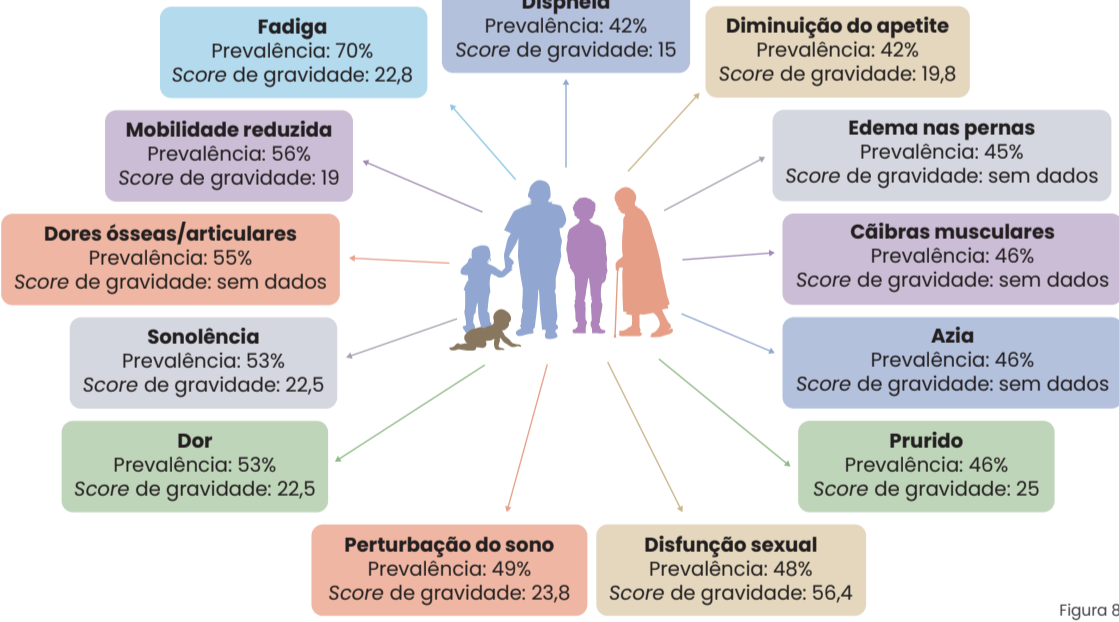 Fadiga
Prevalência: 70%
Score de gravidade: 22,8
Dispneia
Prevalência: 42%
Score de gravidade: 15
Diminuição do apetite
Prevalência: 42%
Score de gravidade: 19,8
Mobilidade reduzida
Prevalência: 56%
Score de gravidade: 19
Edema nas pernas
Prevalência: 45%
Score de gravidade: sem dados
Dores ósseas/articulares
Prevalência: 55%
Score de gravidade: sem dados
Cãibras musculares
Prevalência: 46%
Score de gravidade: sem dados
Sonolência
Prevalência: 53%
Score de gravidade: 22,5
Azia
Prevalência: 46%
Score de gravidade: sem dados
Dor
Prevalência: 53%
Score de gravidade: 22,5
Prurido
Prevalência: 46%
Score de gravidade: 25
Perturbação do sono
Prevalência: 49%
Score de gravidade: 23,8
Disfunção sexual
Prevalência: 48%
Score de gravidade: 56,4
Figura 8